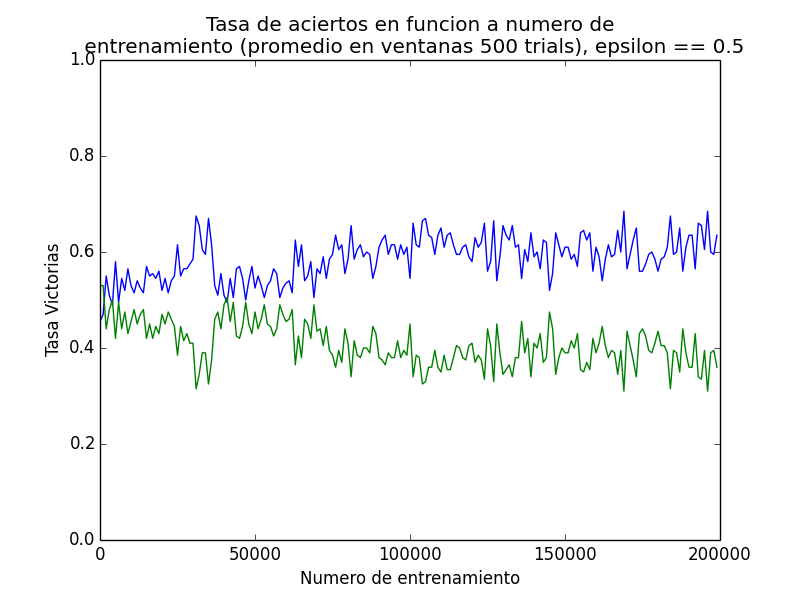 Tasa de aciertos en funcion a numero de
entrenamiento (promedio en ventanas 500 trials), epsilon == 0.5
1.0
0.8
0.6
0.4
0.2
0.0
Tasa Victorias
0 50000 100000 150000 200000
Numero de entrenamiento